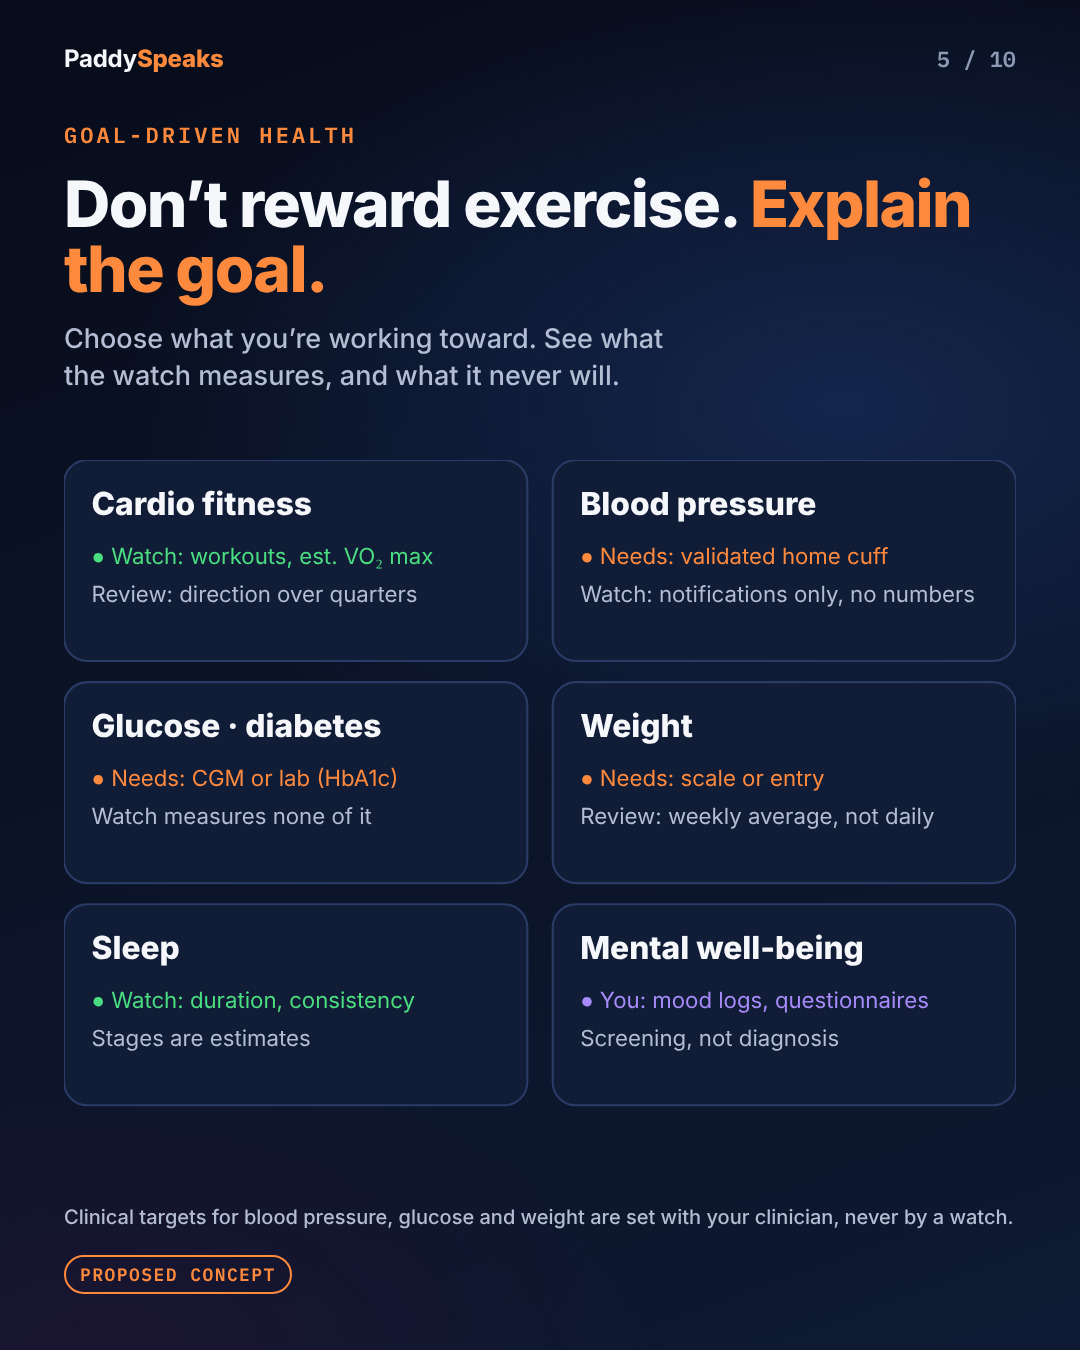 PaddySpeaks
5 / 10
GOAL-DRIVEN HEALTH
Don’t reward exercise. Explain
the goal.
Choose what you’re working toward. See what
the watch measures, and what it never will.
Cardio fitness
● Watch: workouts, est. VO₂ max
Review: direction over quarters
Blood pressure
● Needs: validated home cuff
Watch: notifications only, no numbers
Glucose · diabetes
● Needs: CGM or lab (HbA1c)
Watch measures none of it
Weight
● Needs: scale or entry
Review: weekly average, not daily
Sleep
● Watch: duration, consistency
Stages are estimates
Mental well-being
● You: mood logs, questionnaires
Screening, not diagnosis
Clinical targets for blood pressure, glucose and weight are set with your clinician, never by a watch.
PROPOSED CONCEPT